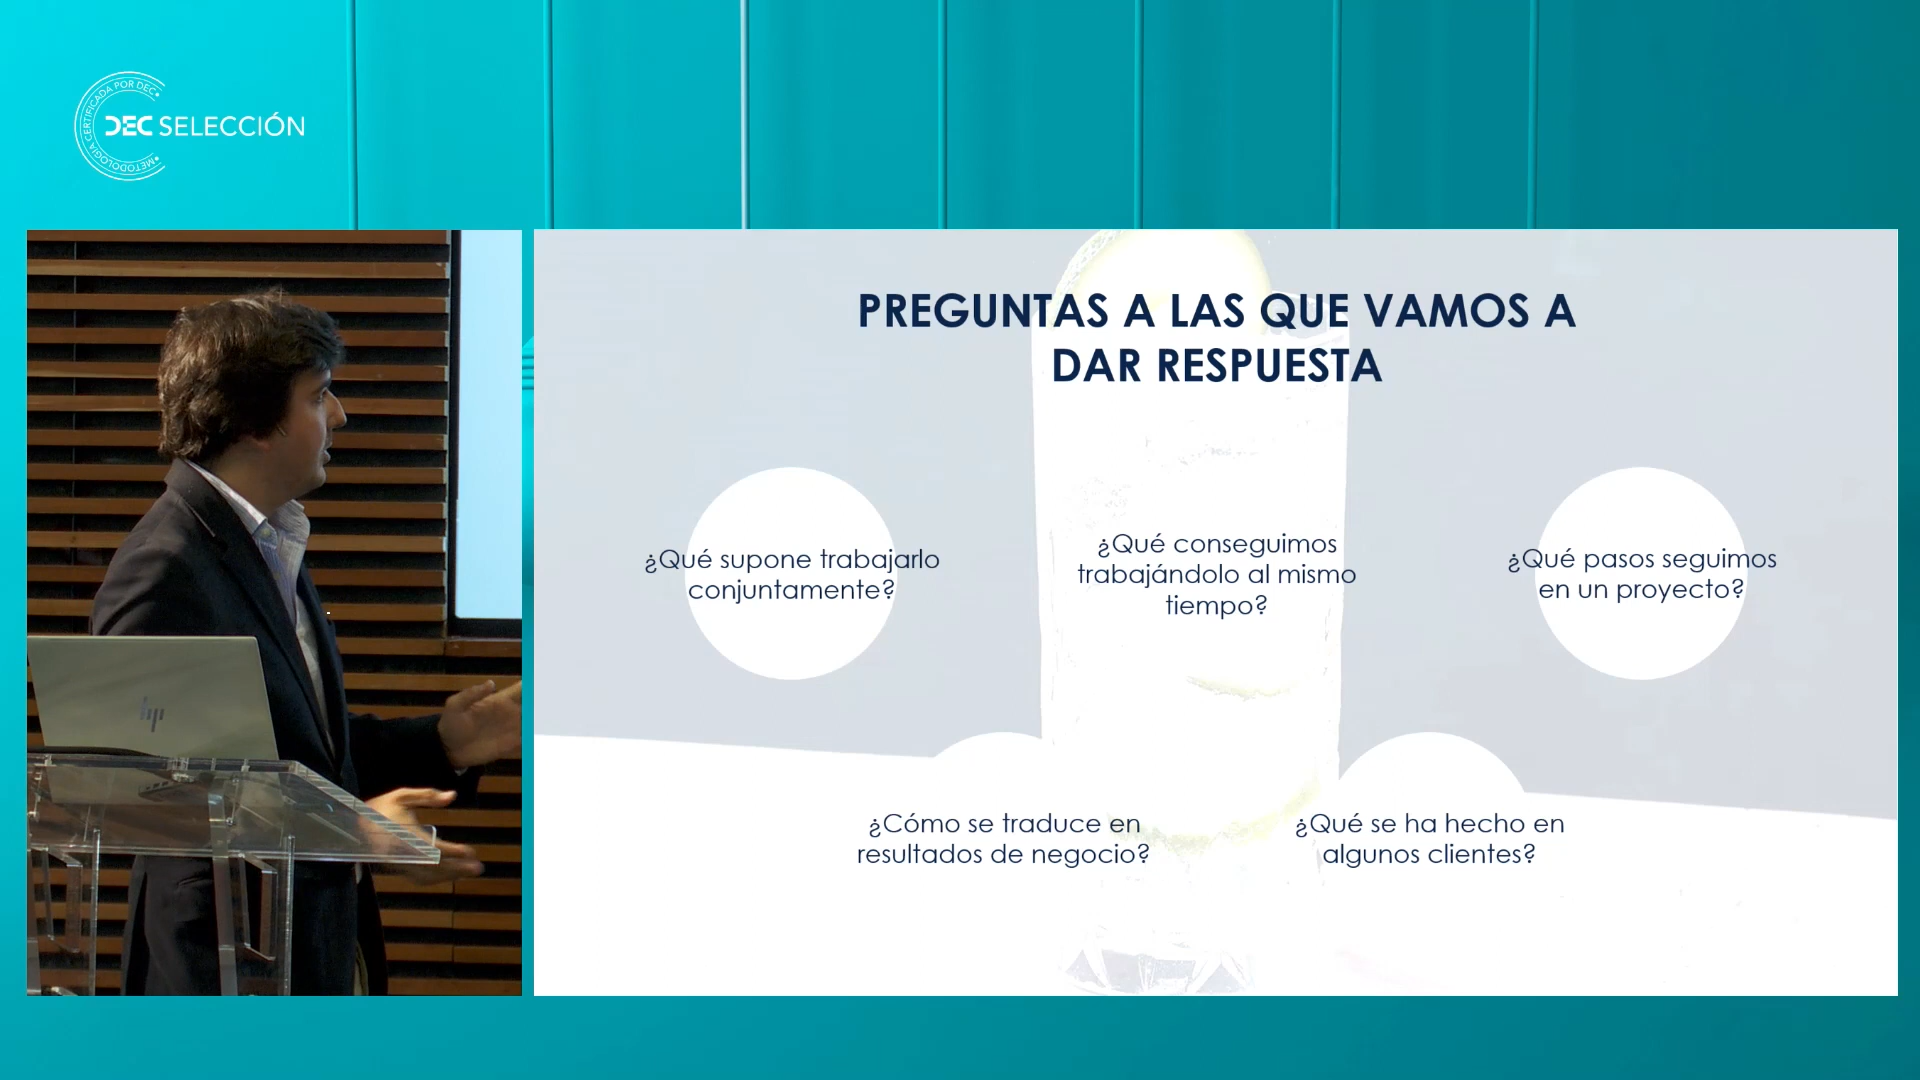 METODOLOGÍA CERTIFICADA POR DEC
DEC SELECCIÓN
PREGUNTAS A LAS QUE VAMOS A
DAR RESPUESTA
¿Qué supone trabajarlo
conjuntamente?
¿Qué conseguimos
trabajándolo al mismo
tiempo?
¿Qué pasos seguimos
en un proyecto?
¿Cómo se traduce en
resultados de negocio?
¿Qué se ha hecho en
algunos clientes?
hp